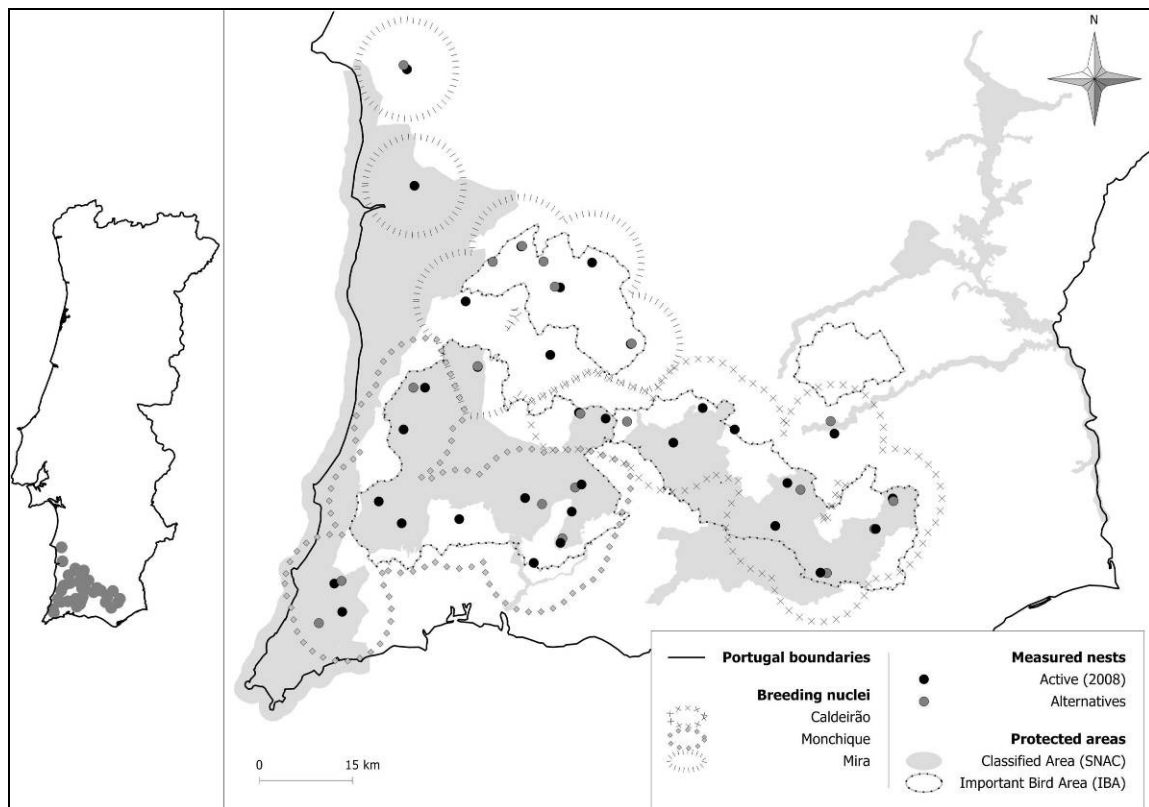 N
Portugal boundaries
Breeding nuclei
Caldeirão
Monchique
Mira
Measured nests
Active (2008)
Alternatives
Protected areas
Classified Area (SNAC)
Important Bird Area (IBA)
0 15 km